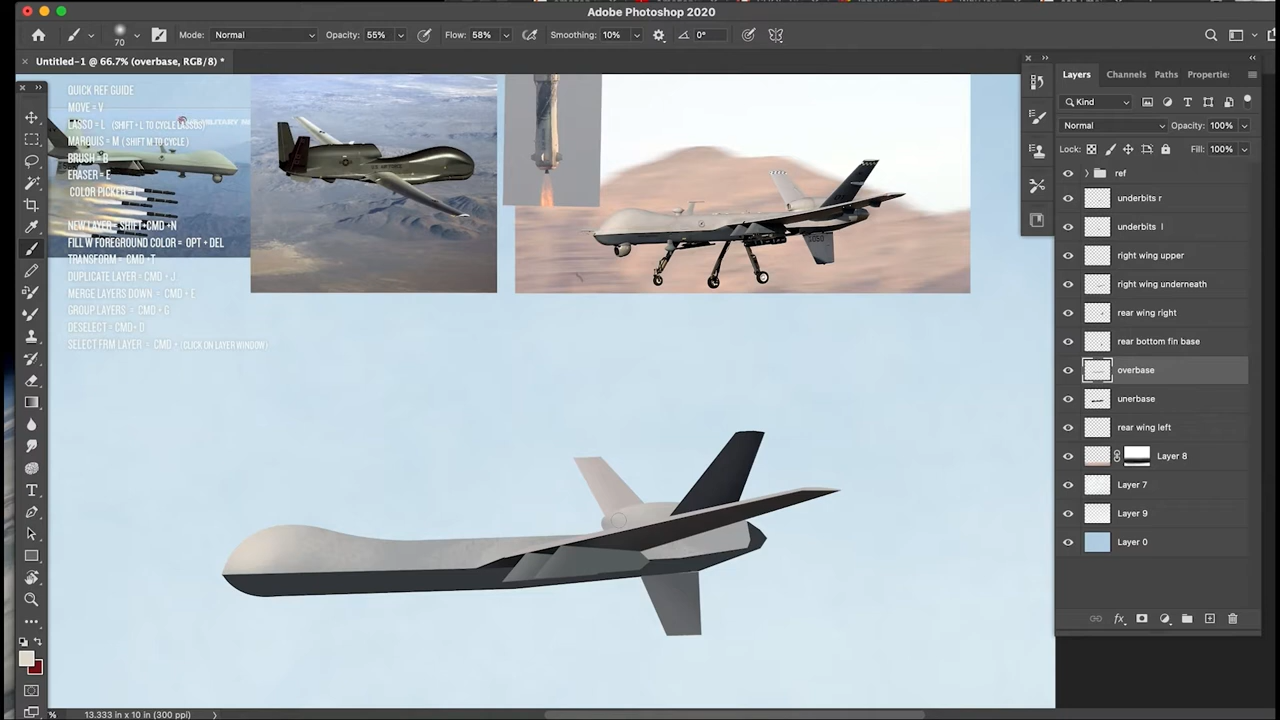 Adobe Photoshop 2020
70
Mode: Normal
Opacity: 55%
Flow: 58%
Smoothing: 10%
0°
Untitled-1 @ 66.7% (overbase, RGB/8) *
QUICK REF GUIDE
MOVE = V
LASSO = L (SHIFT + L TO CYCLE LASSOS)
MARQUIS = M ( SHIFT M TO CYCLE )
BRUSH = B
ERASER = E
COLOR PICKER = I
NEW LAYER = SHIFT+CMD +N
FILL W FOREGROUND COLOR = OPT + DEL
TRANSFORM = CMD +T
DUPLICATE LAYER = CMD + J
MERGE LAYERS DOWN = CMD + E
GROUP LAYERS = CMD + G
DESELECT = CMD+ D
SELECT FRM LAYER = CMD + (CLICK ON LAYER WINDOW)
Layers
Channels
Paths
Propertie
Kind
Normal
Opacity: 100%
Lock:
Fill: 100%
ref
underbits r
underbits l
right wing upper
right wing underneath
rear wing right
rear bottom fin base
overbase
unerbase
rear wing left
Layer 8
Layer 7
Layer 9
Layer 0
%
13.333 in x 10 in (300 ppi)